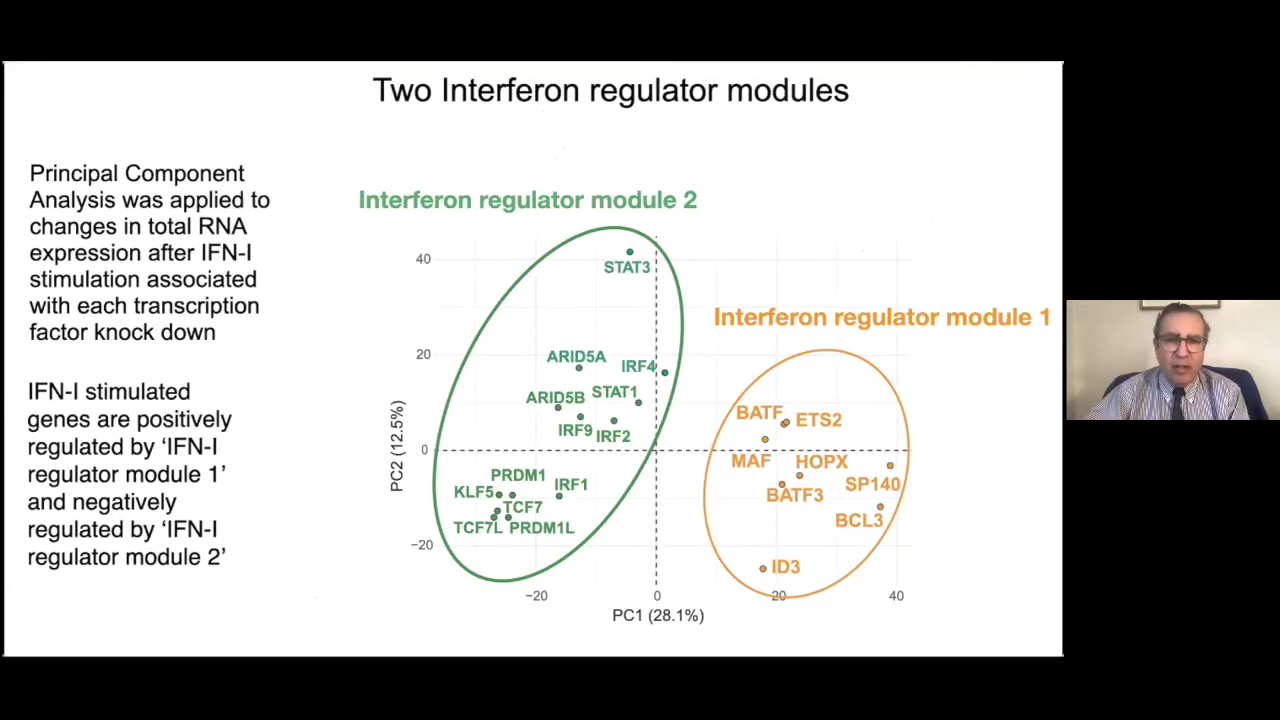 Two Interferon regulator modules
Principal Component
Analysis was applied to
changes in total RNA
expression after IFN-I
stimulation associated
with each transcription
factor knock down
IFN-I stimulated
genes are positively
regulated by ‘IFN-I
regulator module 1’
and negatively
regulated by ‘IFN-I
regulator module 2’
Interferon regulator module 2
Interferon regulator module 1
40
20
0
−20
PC2 (12.5%)
STAT3
ARID5A
IRF4
ARID5B
STAT1
IRF9
IRF2
PRDM1
KLF5
IRF1
TCF7
TCF7L
PRDM1L
BATF
ETS2
MAF
HOPX
SP140
BATF3
BCL3
ID3
−20
0
20
40
PC1 (28.1%)